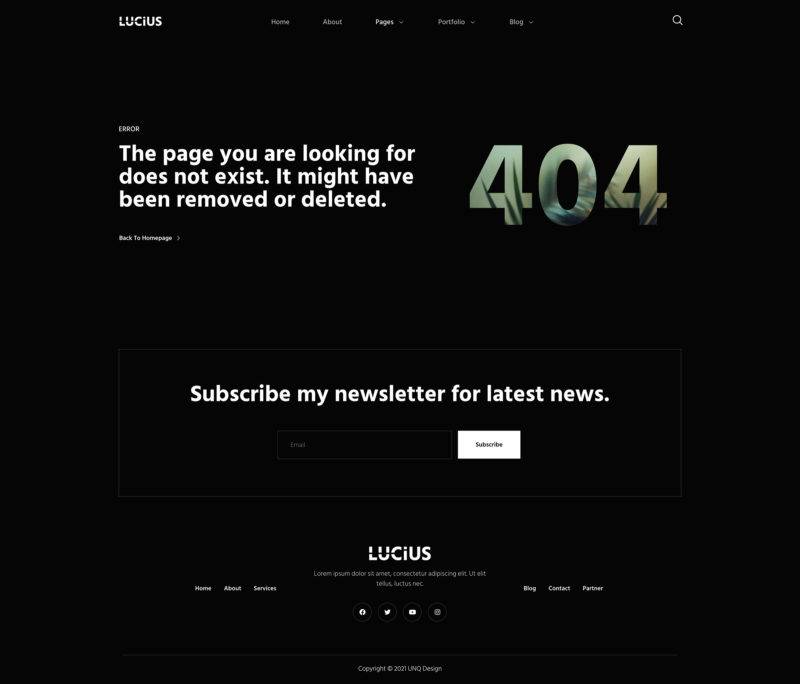 LUCiUS
Home About Pages Portfolio Blog
ERROR
The page you are looking for
does not exist. It might have
been removed or deleted.
Back To Homepage
404
Subscribe my newsletter for latest news.
Email
Subscribe
LUCiUS
Lorem ipsum dolor sit amet, consectetur adipiscing elit. Ut elit
tellus, luctus nec.
Home About Services
Blog Contact Partner
Copyright © 2021 UNQ Design